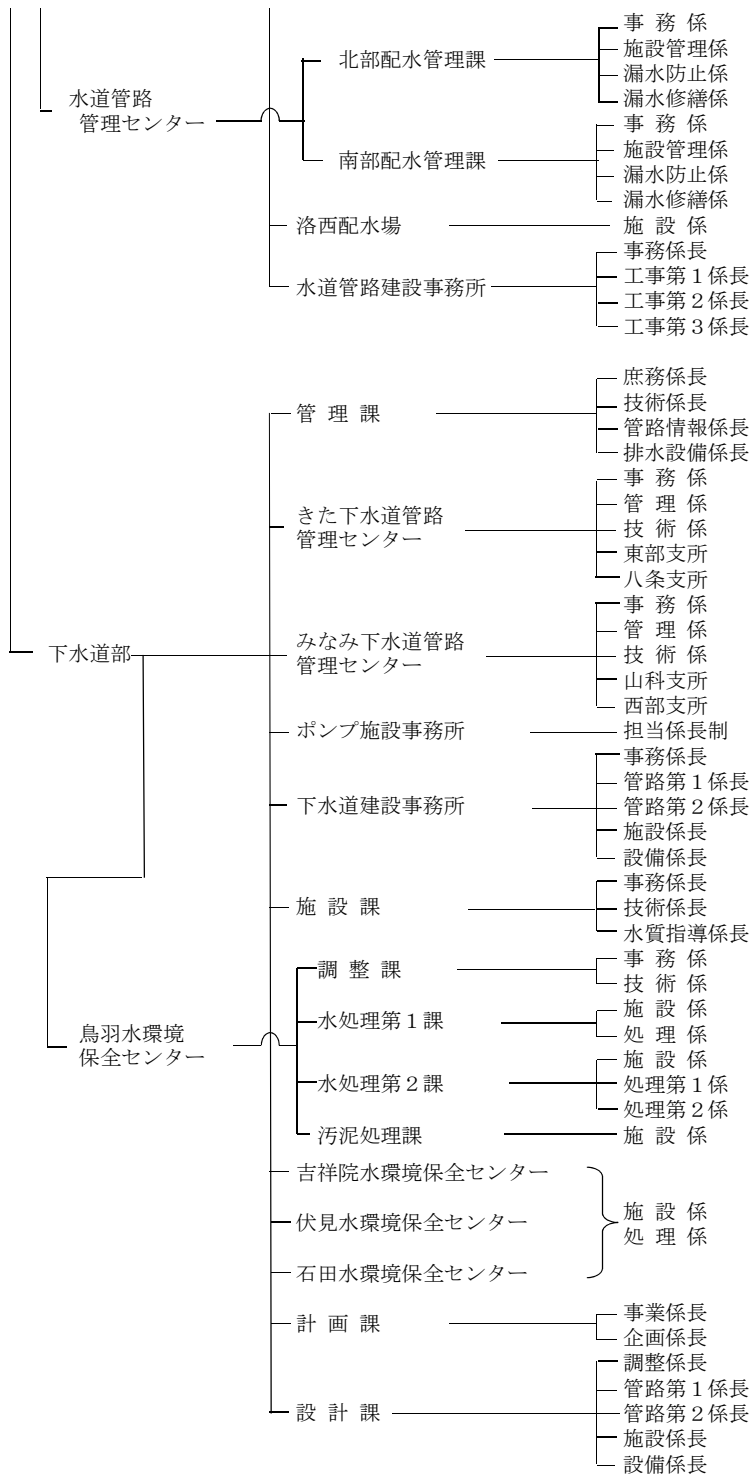 水道管路
管理センター
北部配水管理課
事 務 係
施設管理係
漏水防止係
漏水修繕係
南部配水管理課
事 務 係
施設管理係
漏水防止係
漏水修繕係
洛西配水場
施 設 係
水道管路建設事務所
事務係長
工事第１係長
工事第２係長
工事第３係長
下水道部
管 理 課
庶務係長
技術係長
管路情報係長
排水設備係長
きた下水道管路
管理センター
事 務 係
管 理 係
技 術 係
東部支所
八条支所
みなみ下水道管路
管理センター
事 務 係
管 理 係
技 術 係
山科支所
西部支所
ポンプ施設事務所
担当係長制
下水道建設事務所
事務係長
管路第１係長
管路第２係長
施設係長
設備係長
施 設 課
事務係長
技術係長
水質指導係長
鳥羽水環境
保全センター
調 整 課
事 務 係
技 術 係
水処理第１課
施 設 係
処 理 係
水処理第２課
施 設 係
処理第１係
処理第２係
汚泥処理課
施 設 係
吉祥院水環境保全センター
伏見水環境保全センター
石田水環境保全センター
施 設 係
処 理 係
計 画 課
事業係長
企画係長
設 計 課
調整係長
管路第１係長
管路第２係長
施設係長
設備係長